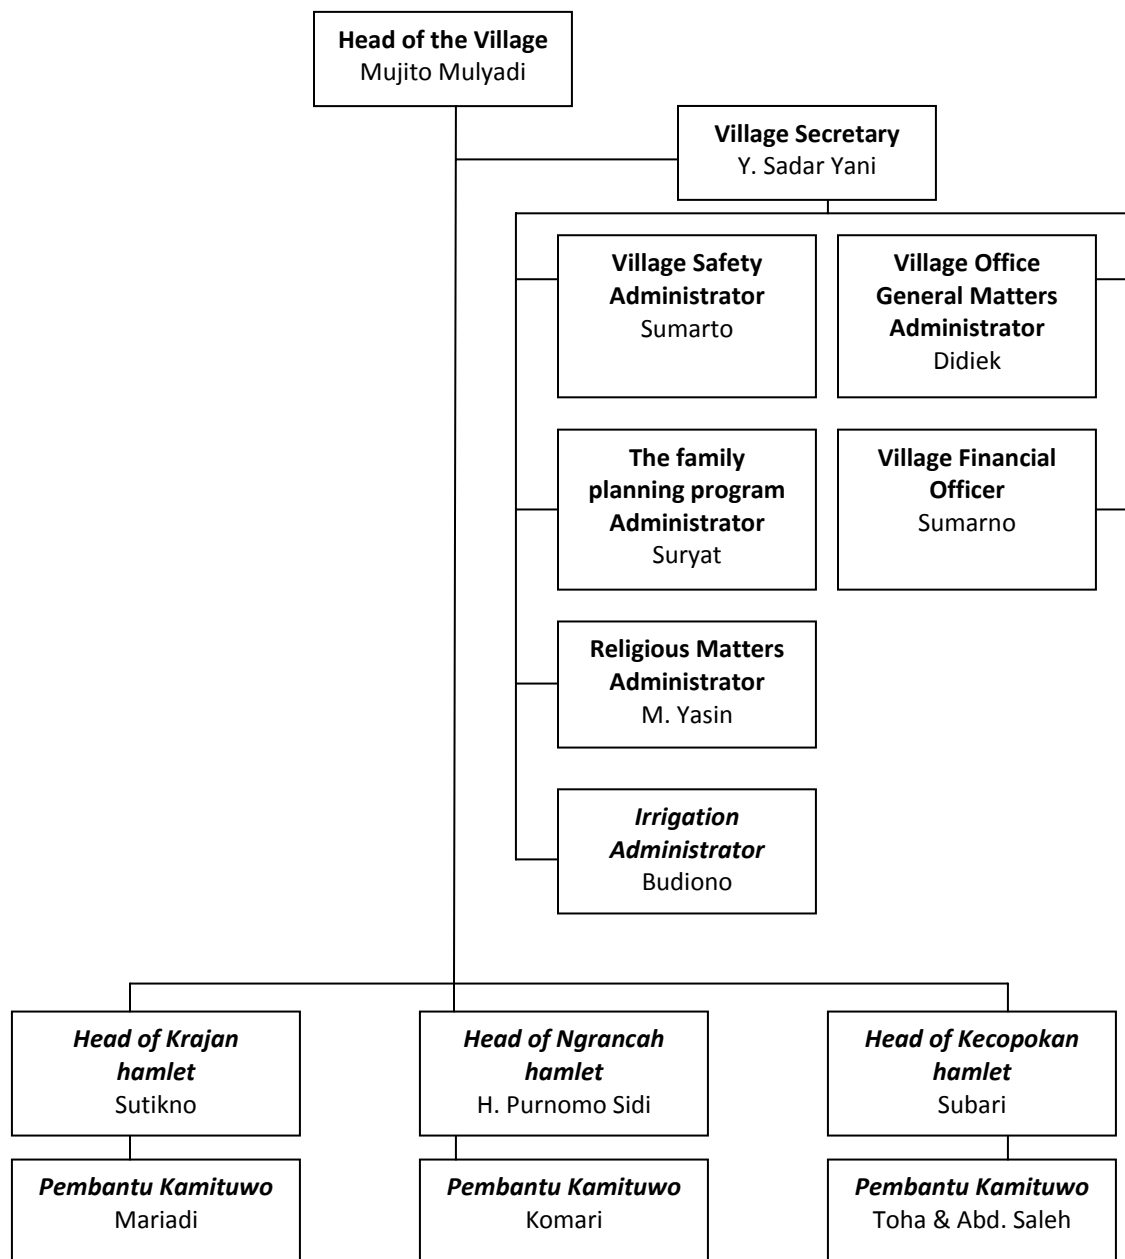 Head of the Village
Mujito Mulyadi
Village Secretary
Y. Sadar Yani
Village Safety
Administrator
Sumarto
Village Office
General Matters
Administrator
Didiek
The family
planning program
Administrator
Suryat
Village Financial
Officer
Sumarno
Religious Matters
Administrator
M. Yasin
Irrigation
Administrator
Budiono
Head of Krajan
hamlet
Sutikno
Head of Ngrancah
hamlet
H. Purnomo Sidi
Head of Kecopokan
hamlet
Subari
Pembantu Kamituwo
Mariadi
Pembantu Kamituwo
Komari
Pembantu Kamituwo
Toha & Abd. Saleh